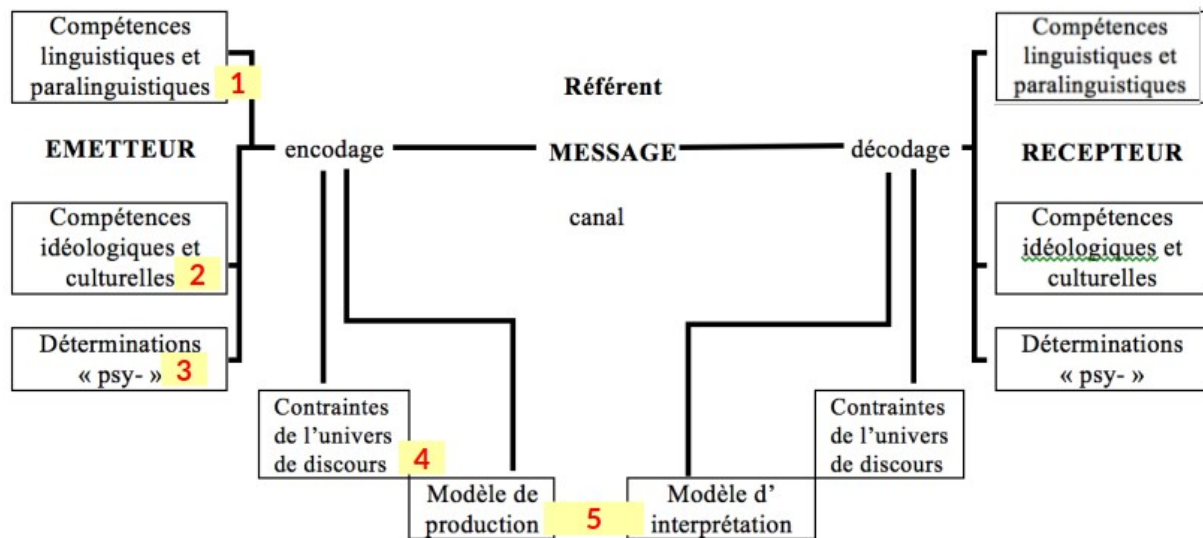 Compétences
linguistiques et
paralinguistiques 1
EMETTEUR
Compétences
idéologiques et
culturelles 2
Déterminations
« psy- » 3
encodage
Référent
MESSAGE
canal
décodage
Compétences
linguistiques et
paralinguistiques
RECEPTEUR
Compétences
idéologiques et
culturelles
Déterminations
« psy- »
Contraintes
de l’univers
de discours 4
Modèle de
production 5
Modèle d’
interprétation
Contraintes
de l’univers
de discours